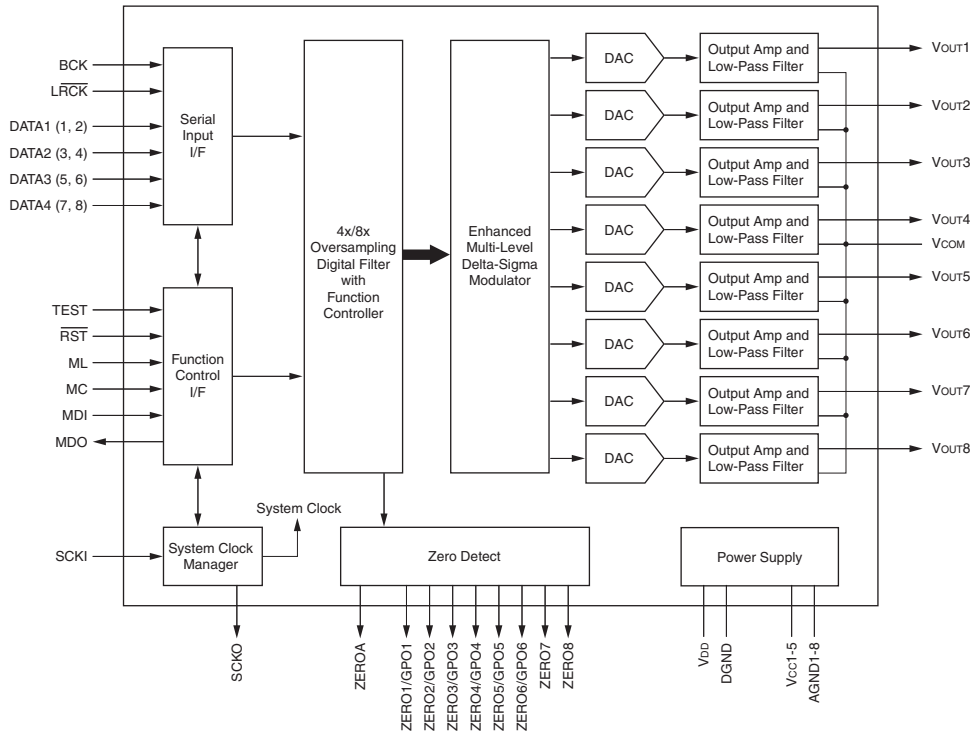 BCK
LRCK
DATA1 (1, 2)
DATA2 (3, 4)
DATA3 (5, 6)
DATA4 (7, 8)
Serial
Input
I/F
TEST
RST
ML
MC
MDI
MDO
Function
Control
I/F
SCKI
System Clock
Manager
System Clock
SCKO
4x/8x
Oversampling
Digital Filter
with
Function
Controller
Enhanced
Multi-Level
Delta-Sigma
Modulator
DAC
Output Amp and
Low-Pass Filter
VOUT1
DAC
Output Amp and
Low-Pass Filter
VOUT2
DAC
Output Amp and
Low-Pass Filter
VOUT3
DAC
Output Amp and
Low-Pass Filter
VOUT4
VCOM
DAC
Output Amp and
Low-Pass Filter
VOUT5
DAC
Output Amp and
Low-Pass Filter
VOUT6
DAC
Output Amp and
Low-Pass Filter
VOUT7
DAC
Output Amp and
Low-Pass Filter
VOUT8
Zero Detect
ZEROA
ZERO1/GPO1
ZERO2/GPO2
ZERO3/GPO3
ZERO4/GPO4
ZERO5/GPO5
ZERO6/GPO6
ZERO7
ZERO8
Power Supply
VDD
DGND
VCC1-5
AGND1-8